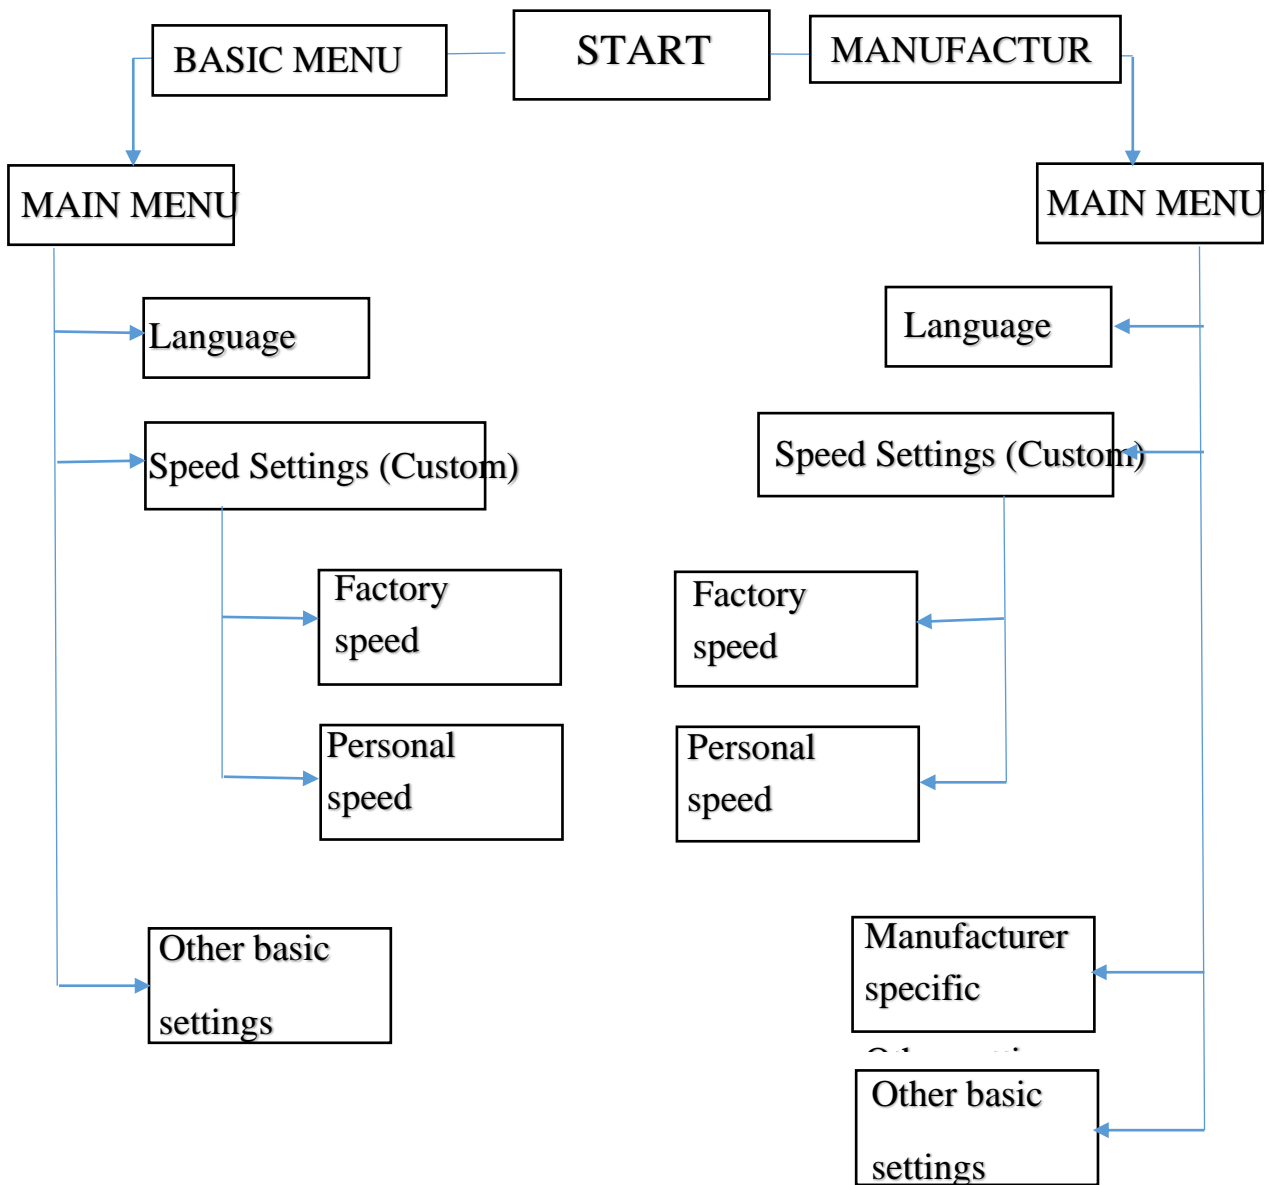 START
BASIC MENU
MANUFACTUR
MAIN MENU
MAIN MENU
Language
Language
Speed Settings (Custom)
Speed Settings (Custom)
Factory
speed
Factory
speed
Personal
speed
Personal
speed
Other basic
settings
Manufacturer
specific
Other basic
settings